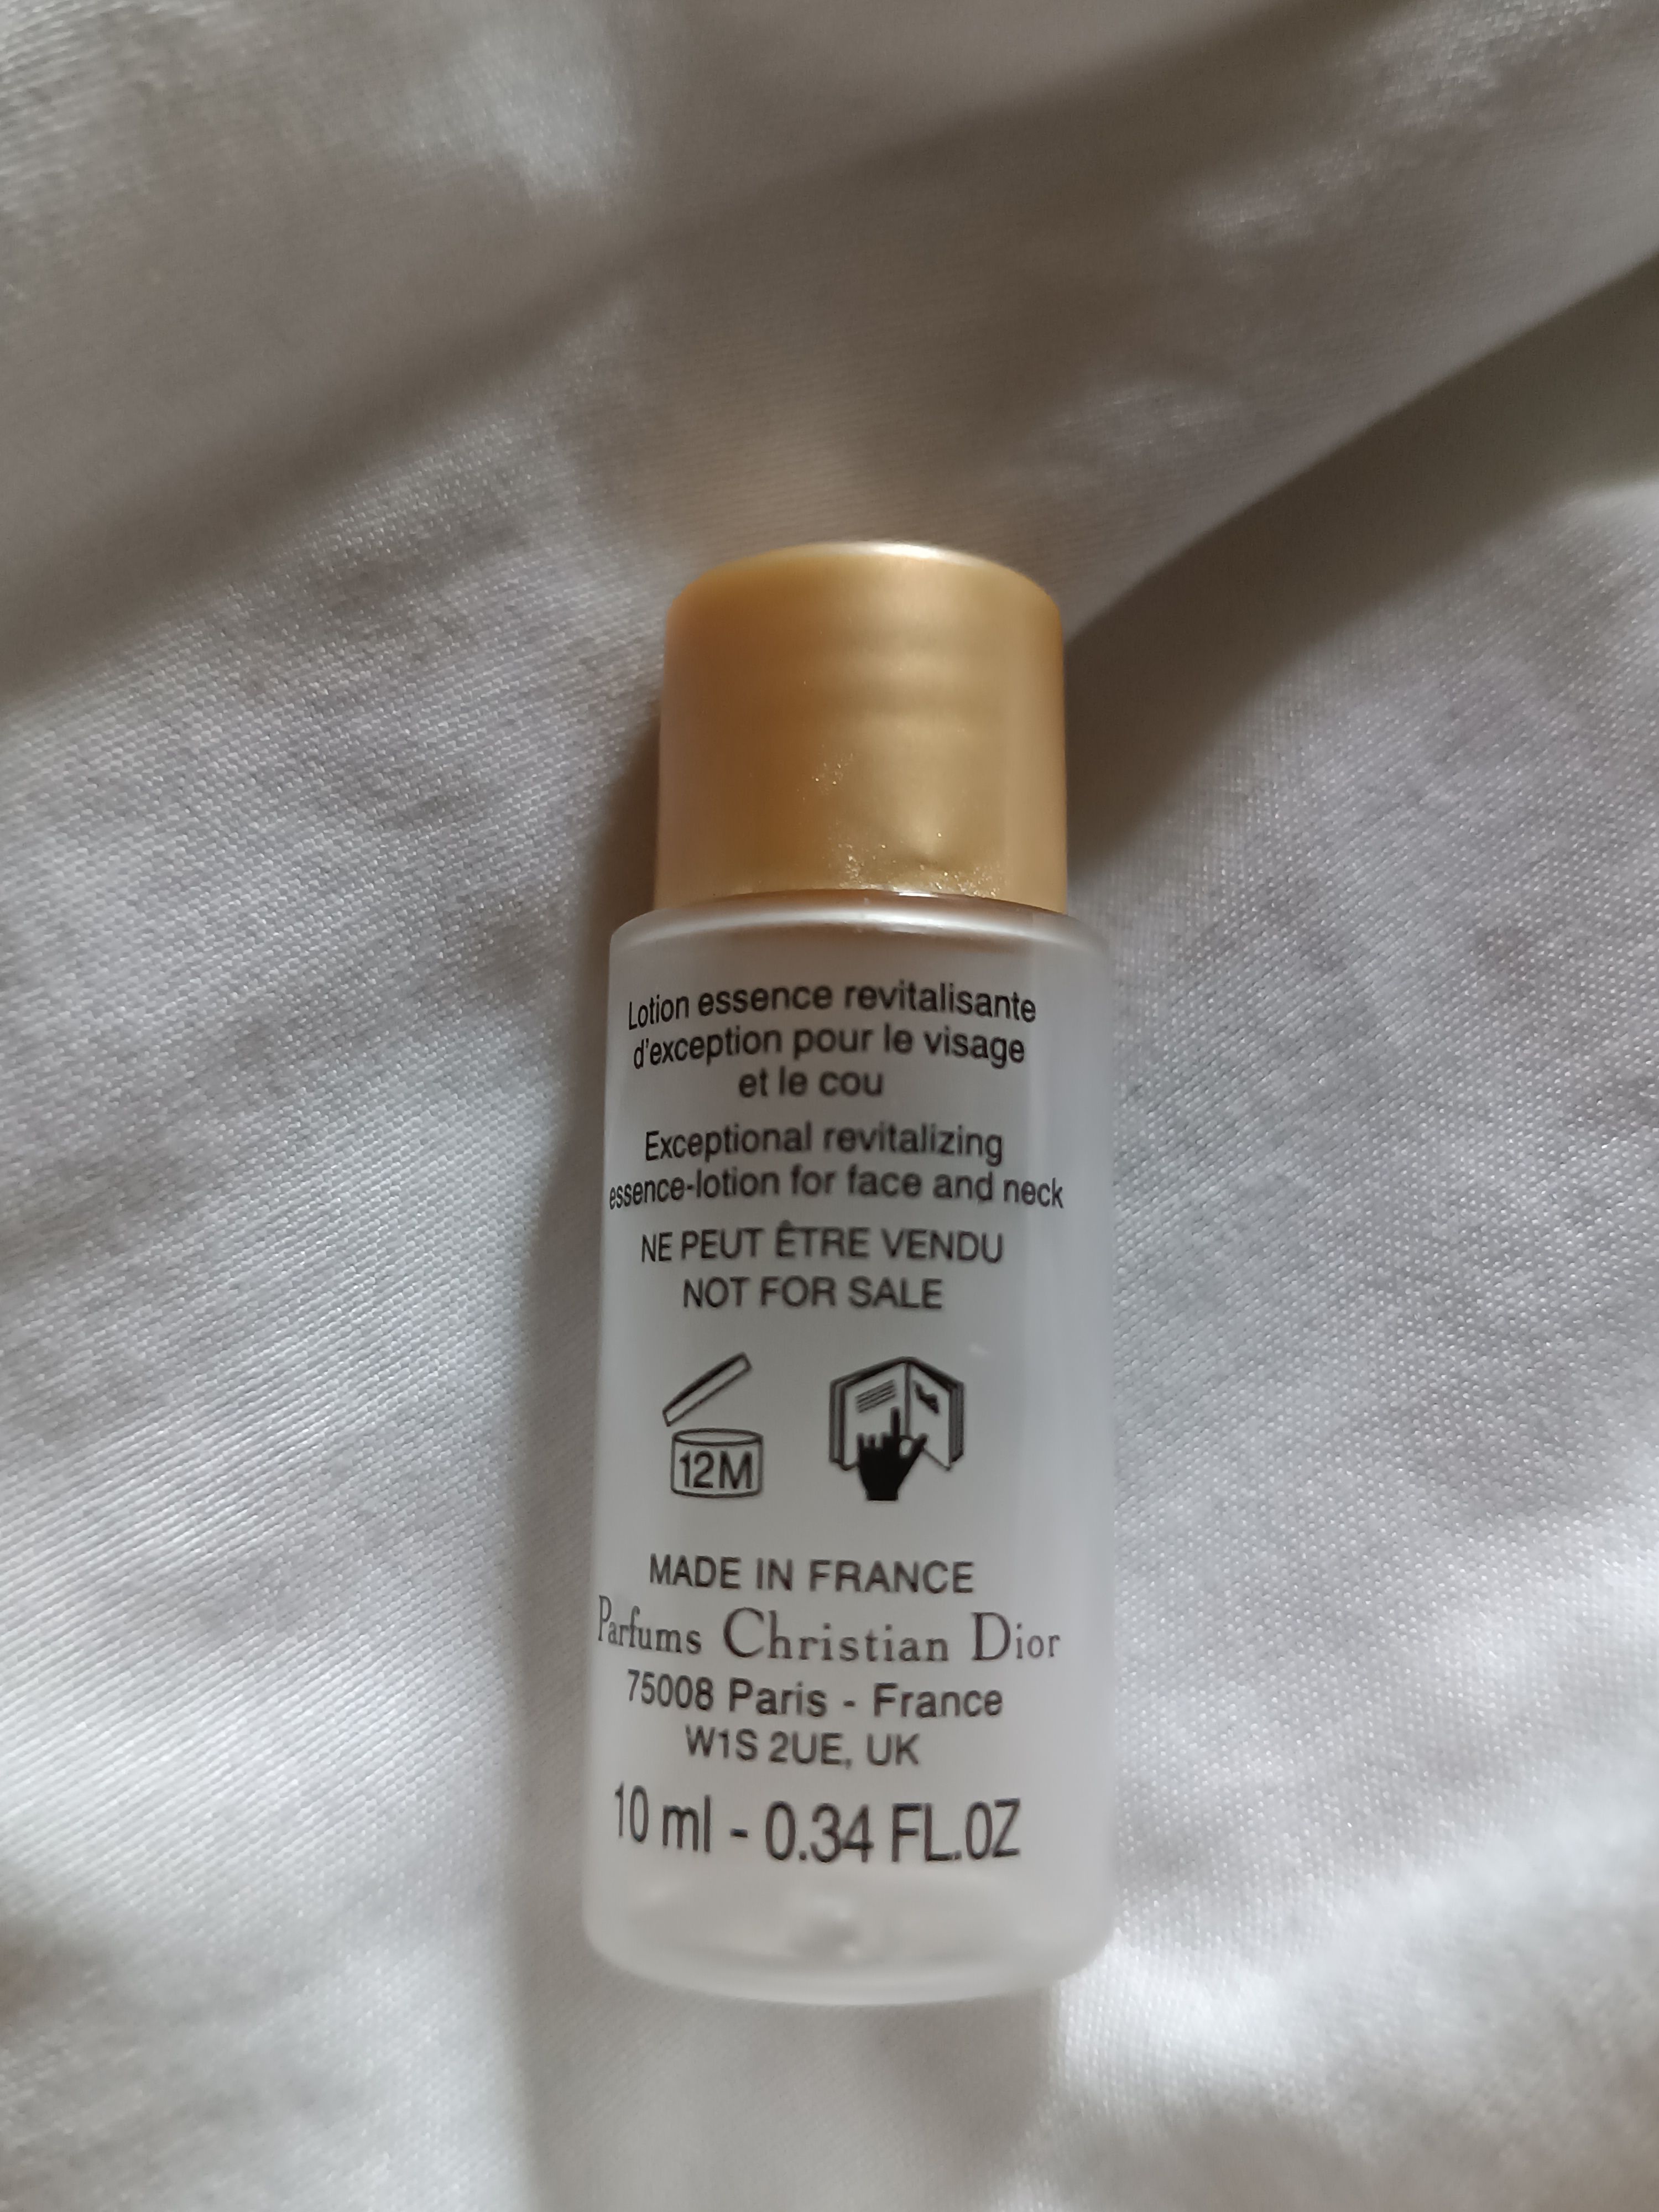 Lotion essence revitalisante
d'exception pour le visage
et le cou
Exceptional revitalizing
essence-lotion for face and neck
NE PEUT ÊTRE VENDU
NOT FOR SALE
12M
MADE IN FRANCE
Parfums Christian Dior
75008 Paris - France
W1S 2UE, UK
10 ml - 0.34 FL.OZ